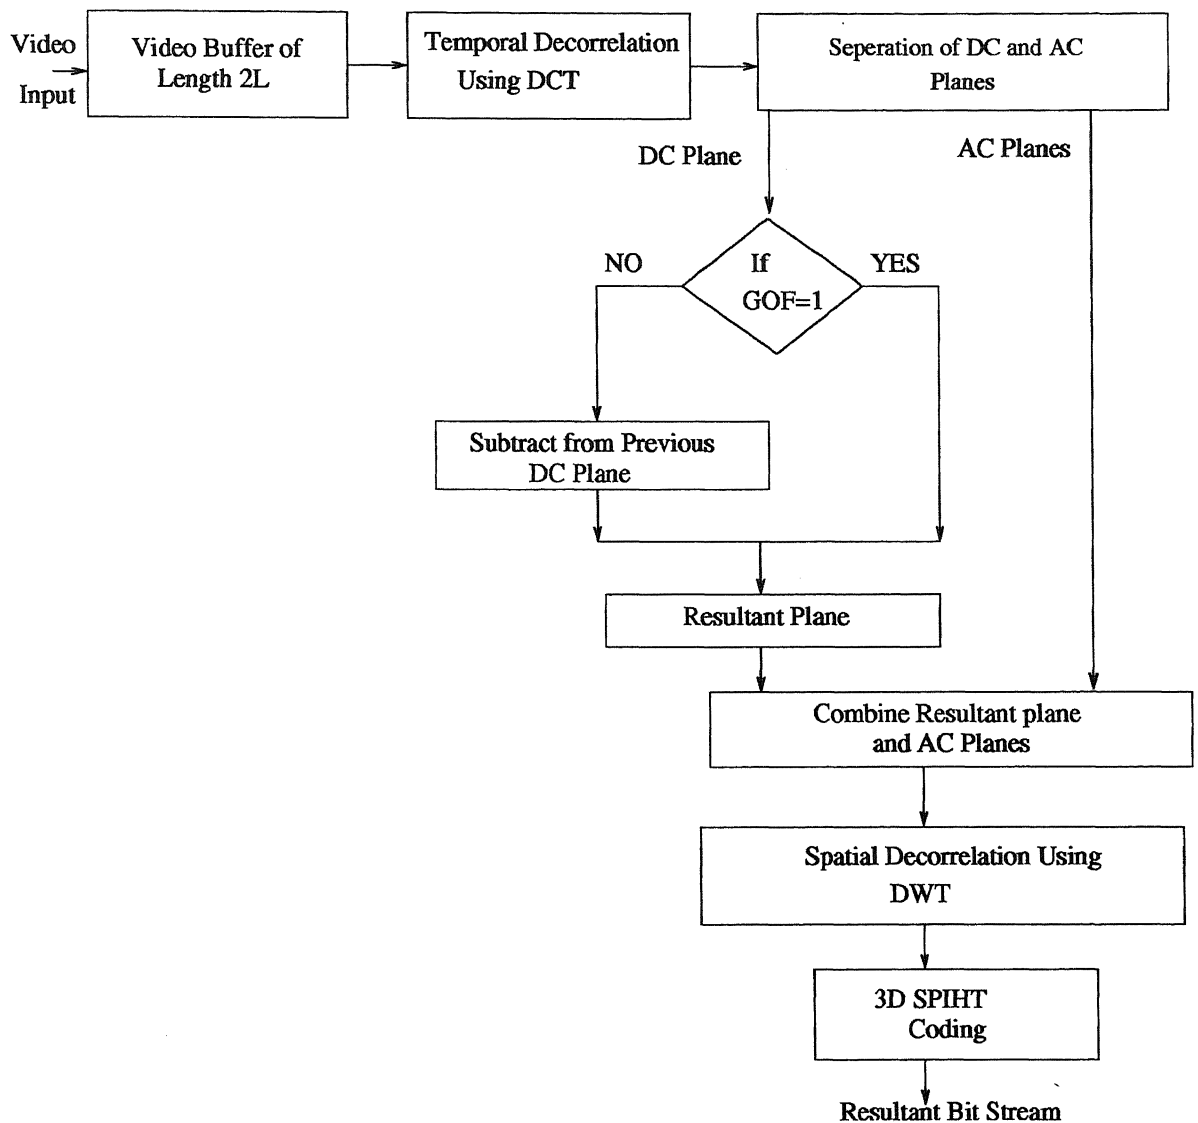 Video
Input
Video Buffer of
Length 2L
Temporal Decorrelation
Using DCT
Seperation of DC and AC
Planes
DC Plane
AC Planes
If
GOF=1
NO
YES
Subtract from Previous
DC Plane
Resultant Plane
Combine Resultant plane
and AC Planes
Spatial Decorrelation Using
DWT
3D SPIHT
Coding
Resultant Bit Stream